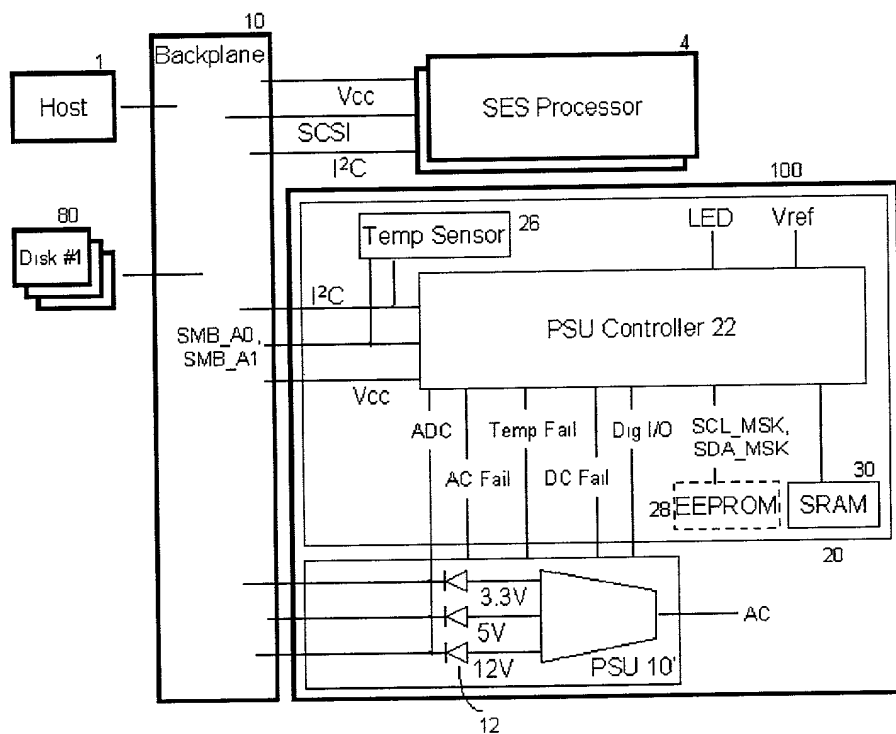 10
Backplane
1
Host
4
SES Processor
Vcc
SCSI
I²C
100
80
Disk #1
Temp Sensor
26
LED
Vref
I²C
PSU Controller 22
SMB_A0,
SMB_A1
Vcc
ADC
Temp Fail
Dig I/O
SCL_MSK,
SDA_MSK
AC Fail
DC Fail
28
EEPROM
30
SRAM
20
3.3V
5V
12V
AC
PSU 10'
12